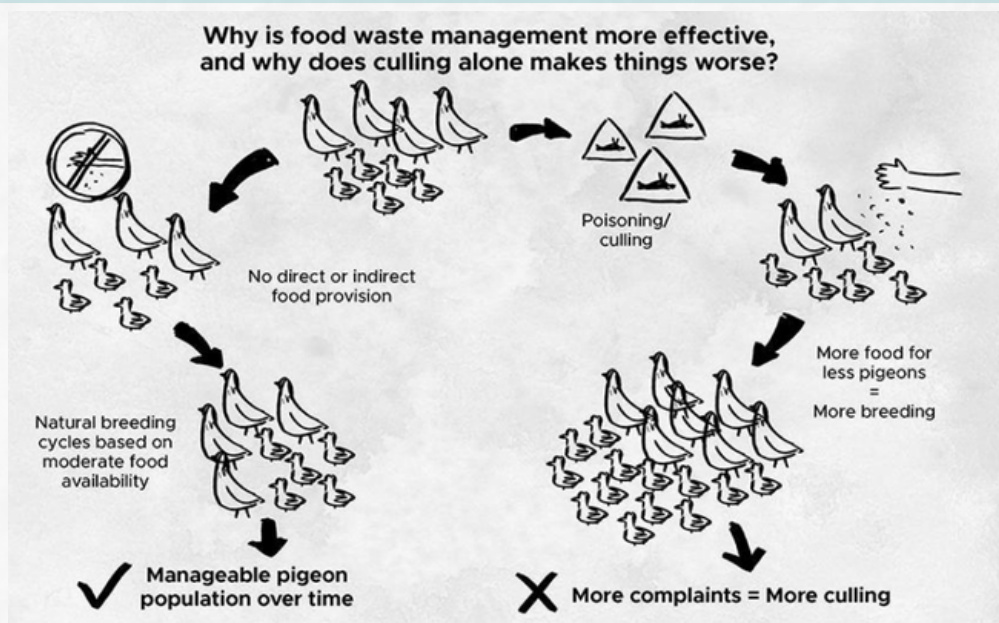 Why is food waste management more effective,
and why does culling alone makes things worse?
Poisoning/
culling
No direct or indirect
food provision
More food for
less pigeons
=
More breeding
Natural breeding
cycles based on
moderate food
availability
Manageable pigeon
population over time
More complaints = More culling